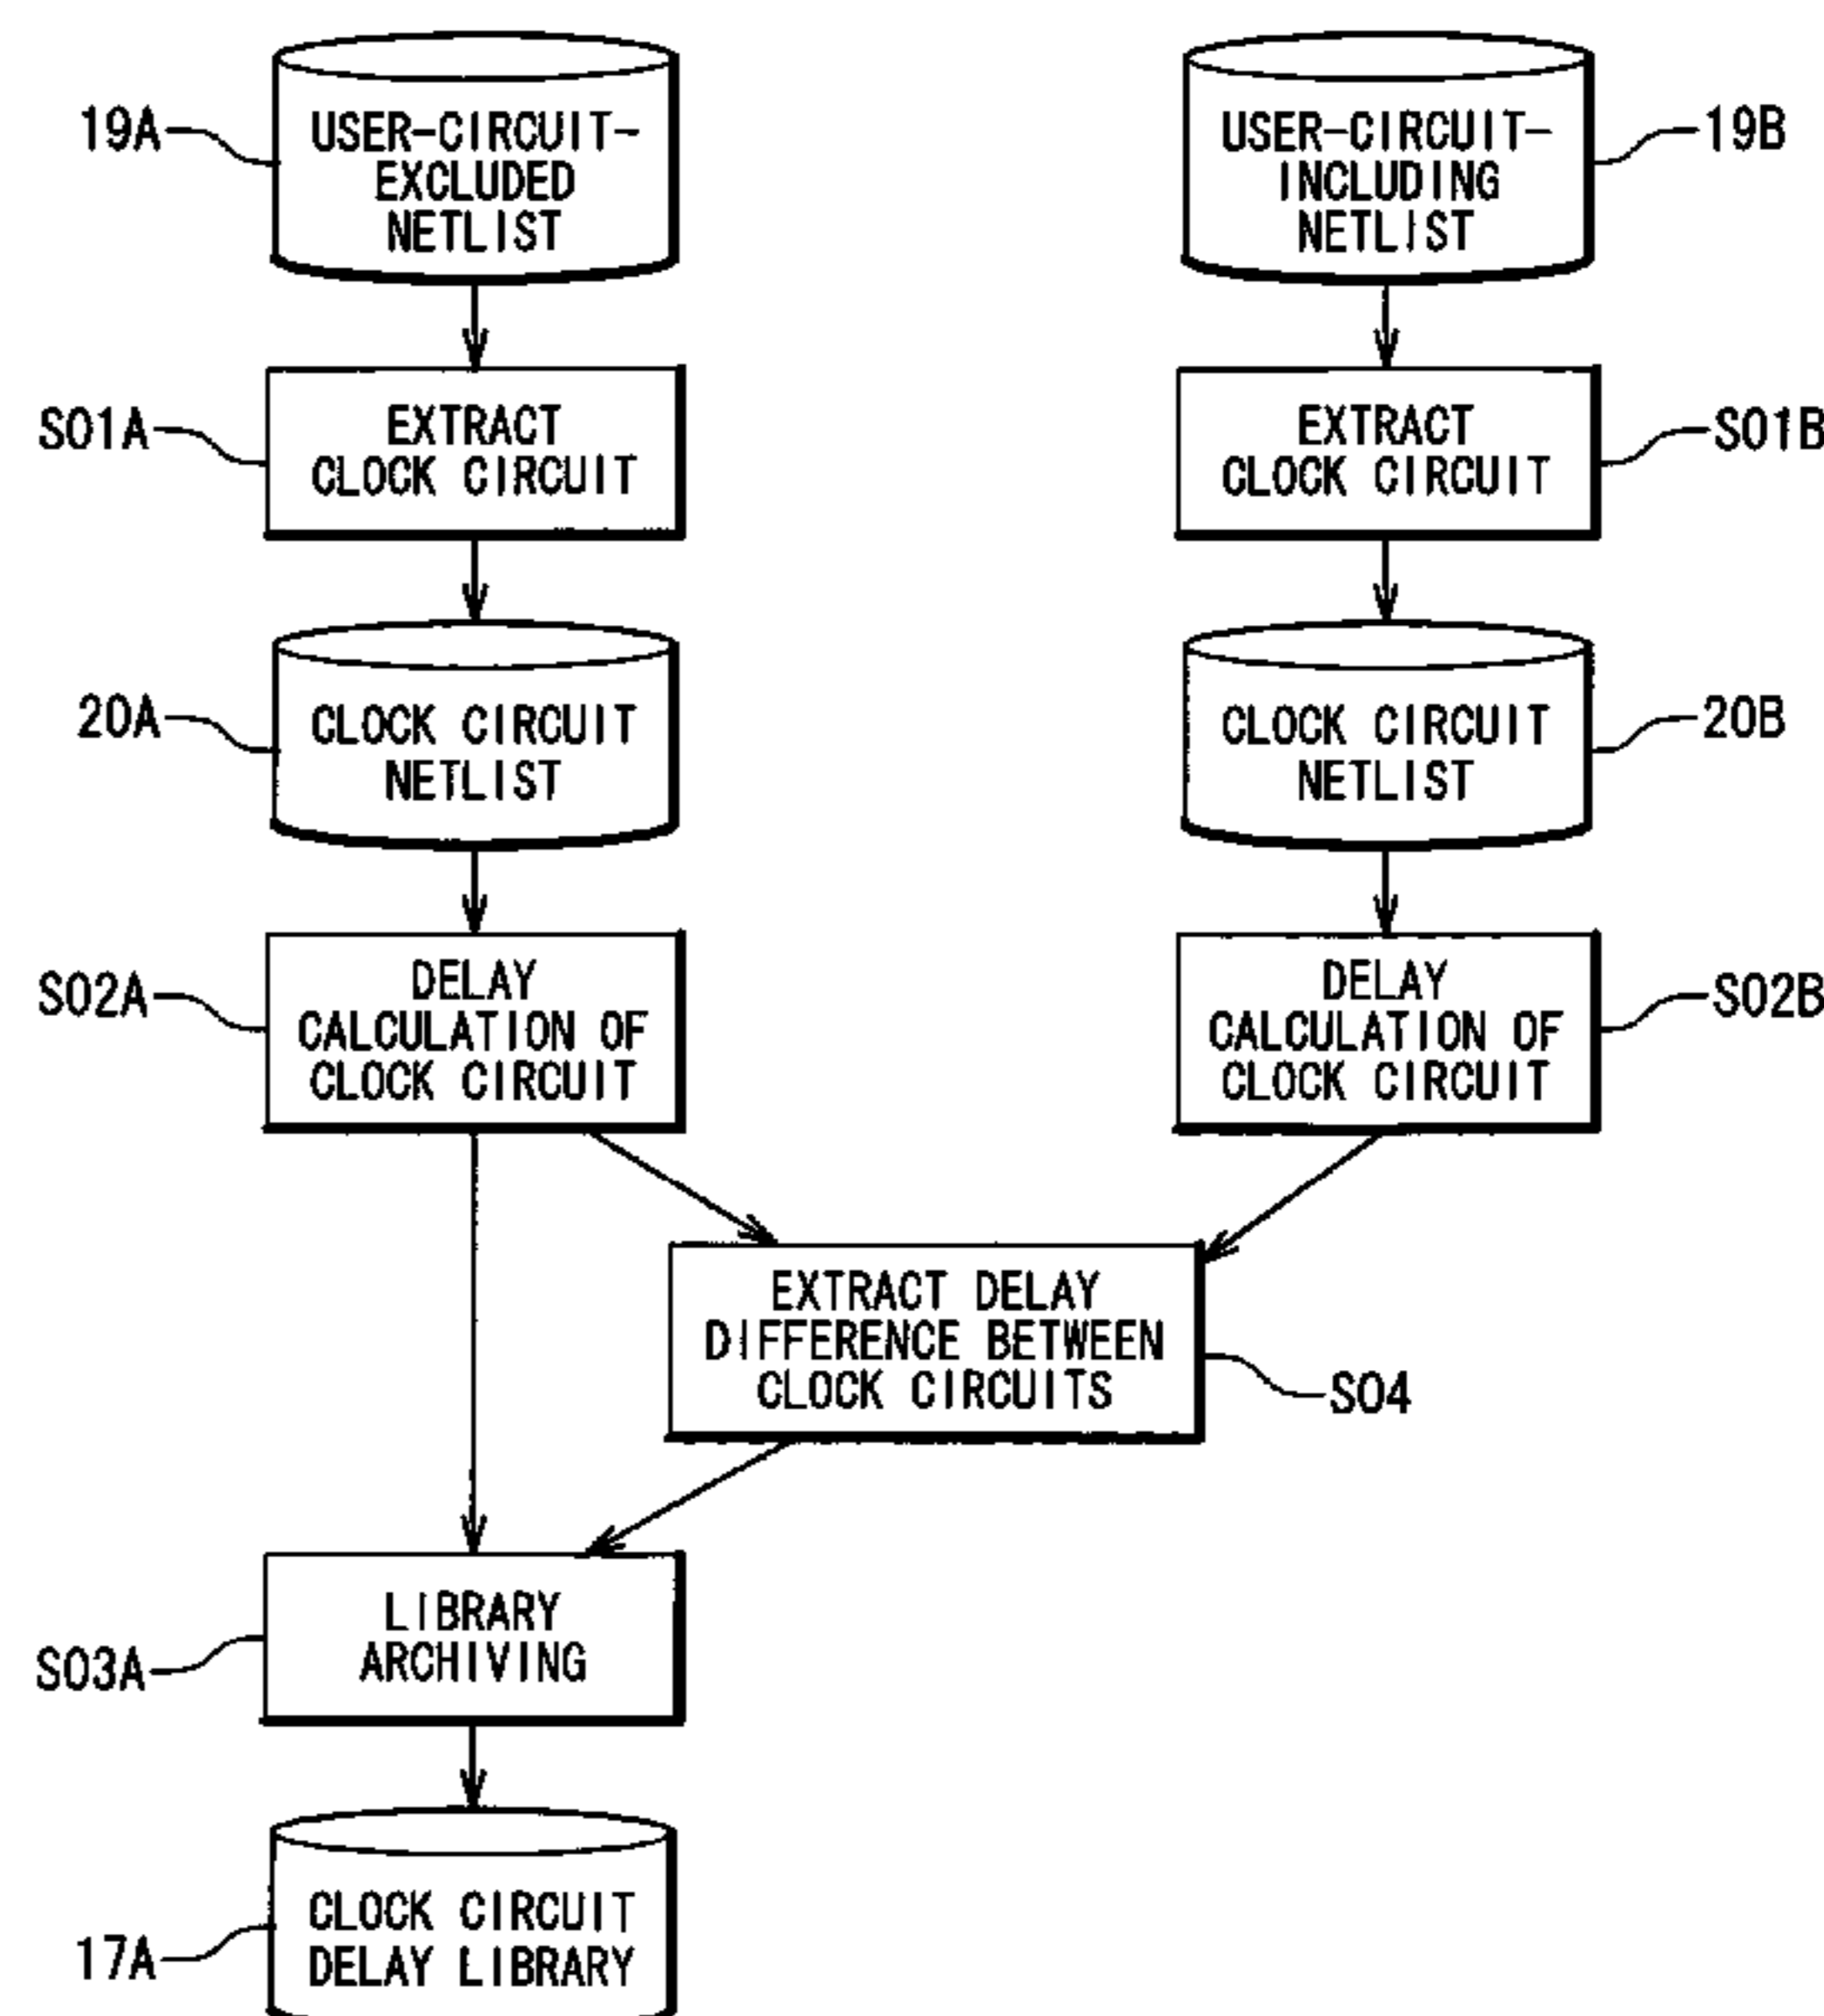 19A
USER-CIRCUIT-
EXCLUDED
NETLIST
USER-CIRCUIT-
INCLUDING
NETLIST
19B
S01A
EXTRACT
CLOCK CIRCUIT
EXTRACT
CLOCK CIRCUIT
S01B
20A
CLOCK CIRCUIT
NETLIST
CLOCK CIRCUIT
NETLIST
20B
S02A
DELAY
CALCULATION OF
CLOCK CIRCUIT
DELAY
CALCULATION OF
CLOCK CIRCUIT
S02B
EXTRACT DELAY
DIFFERENCE BETWEEN
CLOCK CIRCUITS
S04
S03A
LIBRARY
ARCHIVING
17A
CLOCK CIRCUIT
DELAY LIBRARY